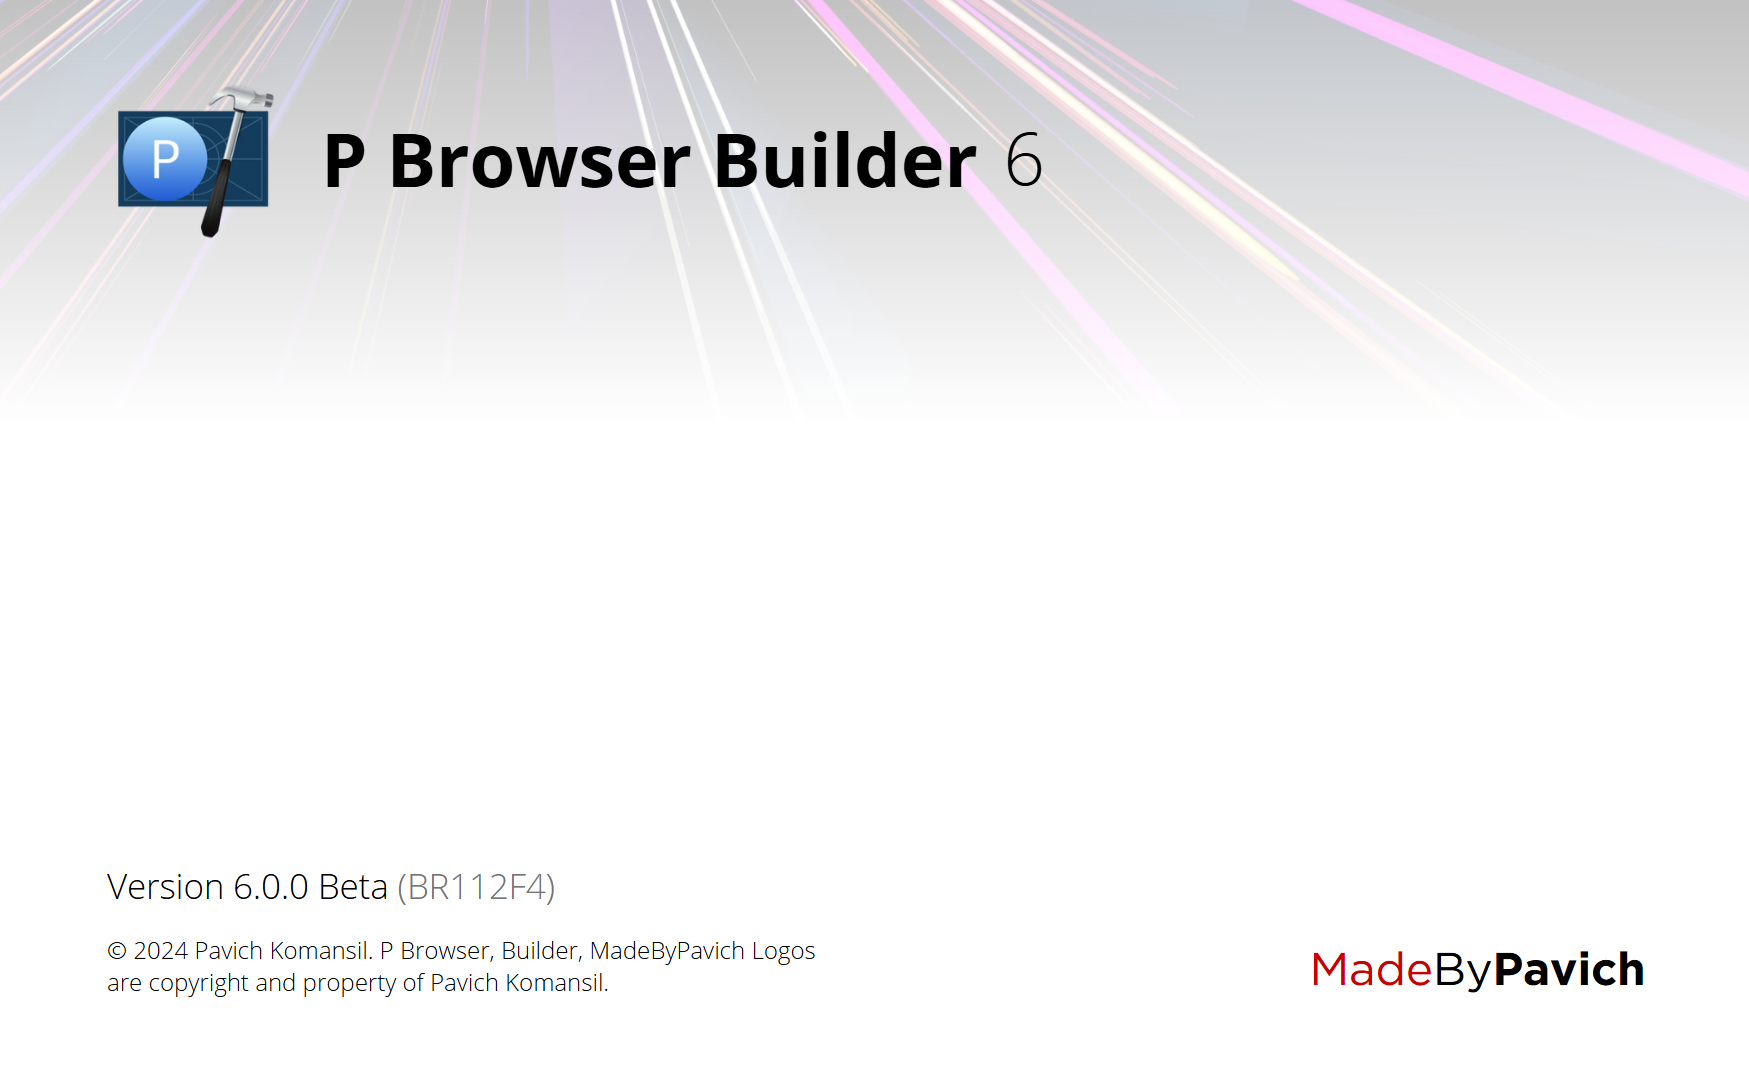 P
P Browser Builder 6
Version 6.0.0 Beta (BR112F4)
© 2024 Pavich Komansil. P Browser, Builder, MadeByPavich Logos
are copyright and property of Pavich Komansil.
MadeByPavich